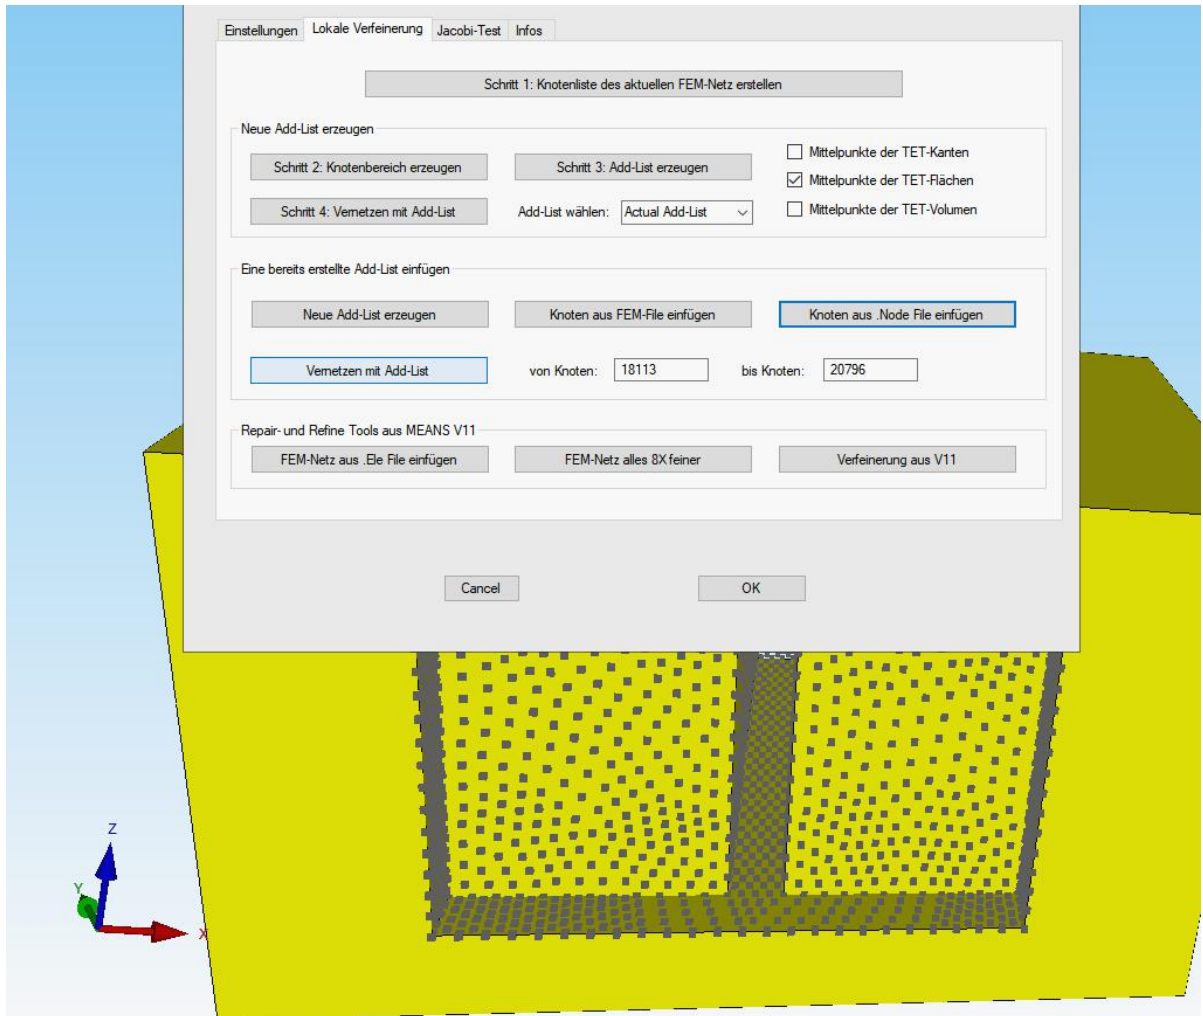 Einstellungen Lokale Verfeinerung Jacobi-Test Infos
Schritt 1: Knotenliste des aktuellen FEM-Netz erstellen
Neue Add-List erzeugen
Schritt 2: Knotenbereich erzeugen Schritt 3: Add-List erzeugen
Mittelpunkte der TET-Kanten
Mittelpunkte der TET-Flächen
Schritt 4: Vernetzen mit Add-List Add-List wählen: Actual Add-List
Mittelpunkte der TET-Volumen
Eine bereits erstellte Add-List einfügen
Neue Add-List erzeugen Knoten aus FEM-File einfügen Knoten aus .Node File einfügen
Vernetzen mit Add-List von Knoten: 18113 bis Knoten: 20796
Repair- und Refine Tools aus MEANS V11
FEM-Netz aus .Ele File einfügen FEM-Netz alles 8X feiner Verfeinerung aus V11
Cancel OK
Z
Y
X